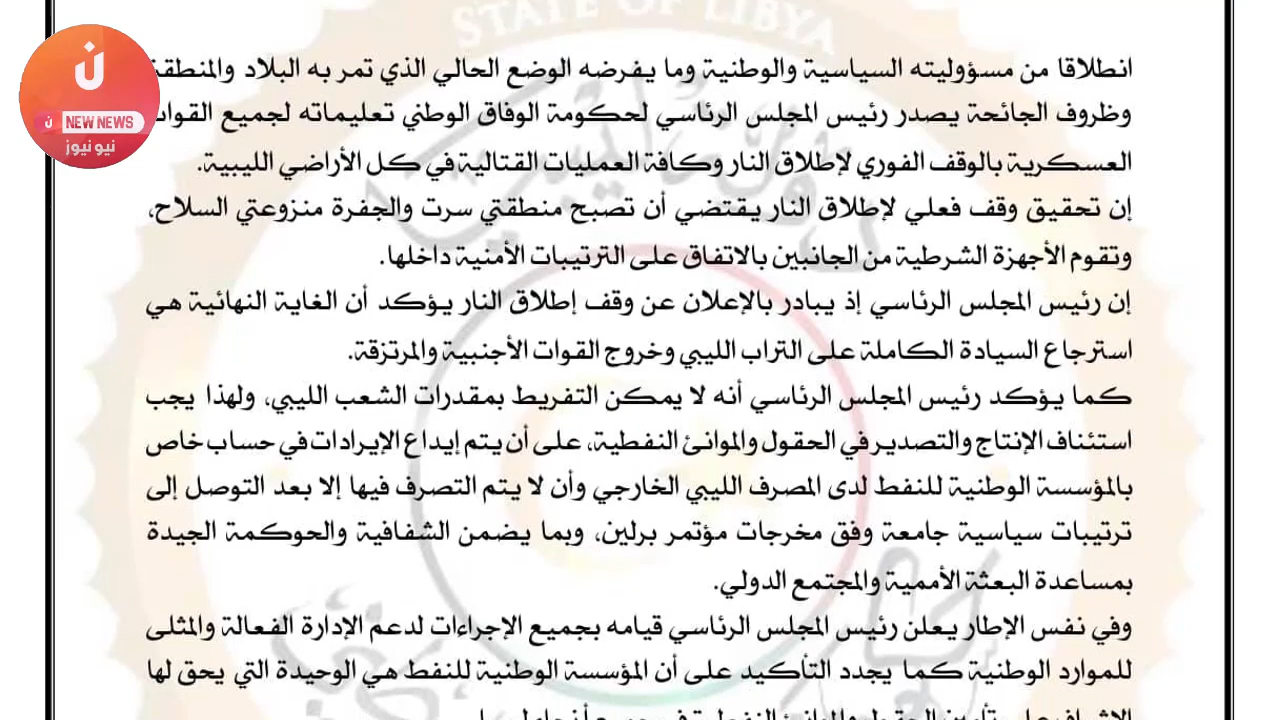 STATE OF LIBYA
ن
NEW NEWS ن
نيو نيوز
انطلاقا من مسؤوليته السياسية والوطنية وما يفرضه الوضع الحالي الذي تمر به البلاد والمنطقة
وظروف الجائحة يصدر رئيس المجلس الرئاسي لحكومة الوفاق الوطني تعليماته لجميع القوات
العسكرية بالوقف الفوري لإطلاق النار وكافة العمليات القتالية في كل الأراضي الليبية.
إن تحقيق وقف فعلي لإطلاق النار يقتضي أن تصبح منطقتي سرت والجفرة منزوعتي السلاح،
وتقوم الأجهزة الشرطية من الجانبين بالاتفاق على الترتيبات الأمنية داخلها.
إن رئيس المجلس الرئاسي إذ يبادر بالإعلان عن وقف إطلاق النار يؤكد أن الغاية النهائية هي
استرجاع السيادة الكاملة على التراب الليبي وخروج القوات الأجنبية والمرتزقة.
كما يؤكد رئيس المجلس الرئاسي أنه لا يمكن التفريط بمقدرات الشعب الليبي، ولهذا يجب
استئناف الإنتاج والتصدير في الحقول والموانئ النفطية، على أن يتم إيداع الإيرادات في حساب خاص
بالمؤسسة الوطنية للنفط لدى المصرف الليبي الخارجي وأن لا يتم التصرف فيها إلا بعد التوصل إلى
ترتيبات سياسية جامعة وفق مخرجات مؤتمر برلين، وبما يضمن الشفافية والحوكمة الجيدة
بمساعدة البعثة الأممية والمجتمع الدولي.
وفي نفس الإطار يعلن رئيس المجلس الرئاسي قيامه بجميع الإجراءات لدعم الإدارة الفعالة والمثلى
للموارد الوطنية كما يجدد التأكيد على أن المؤسسة الوطنية للنفط هي الوحيدة التي يحق لها